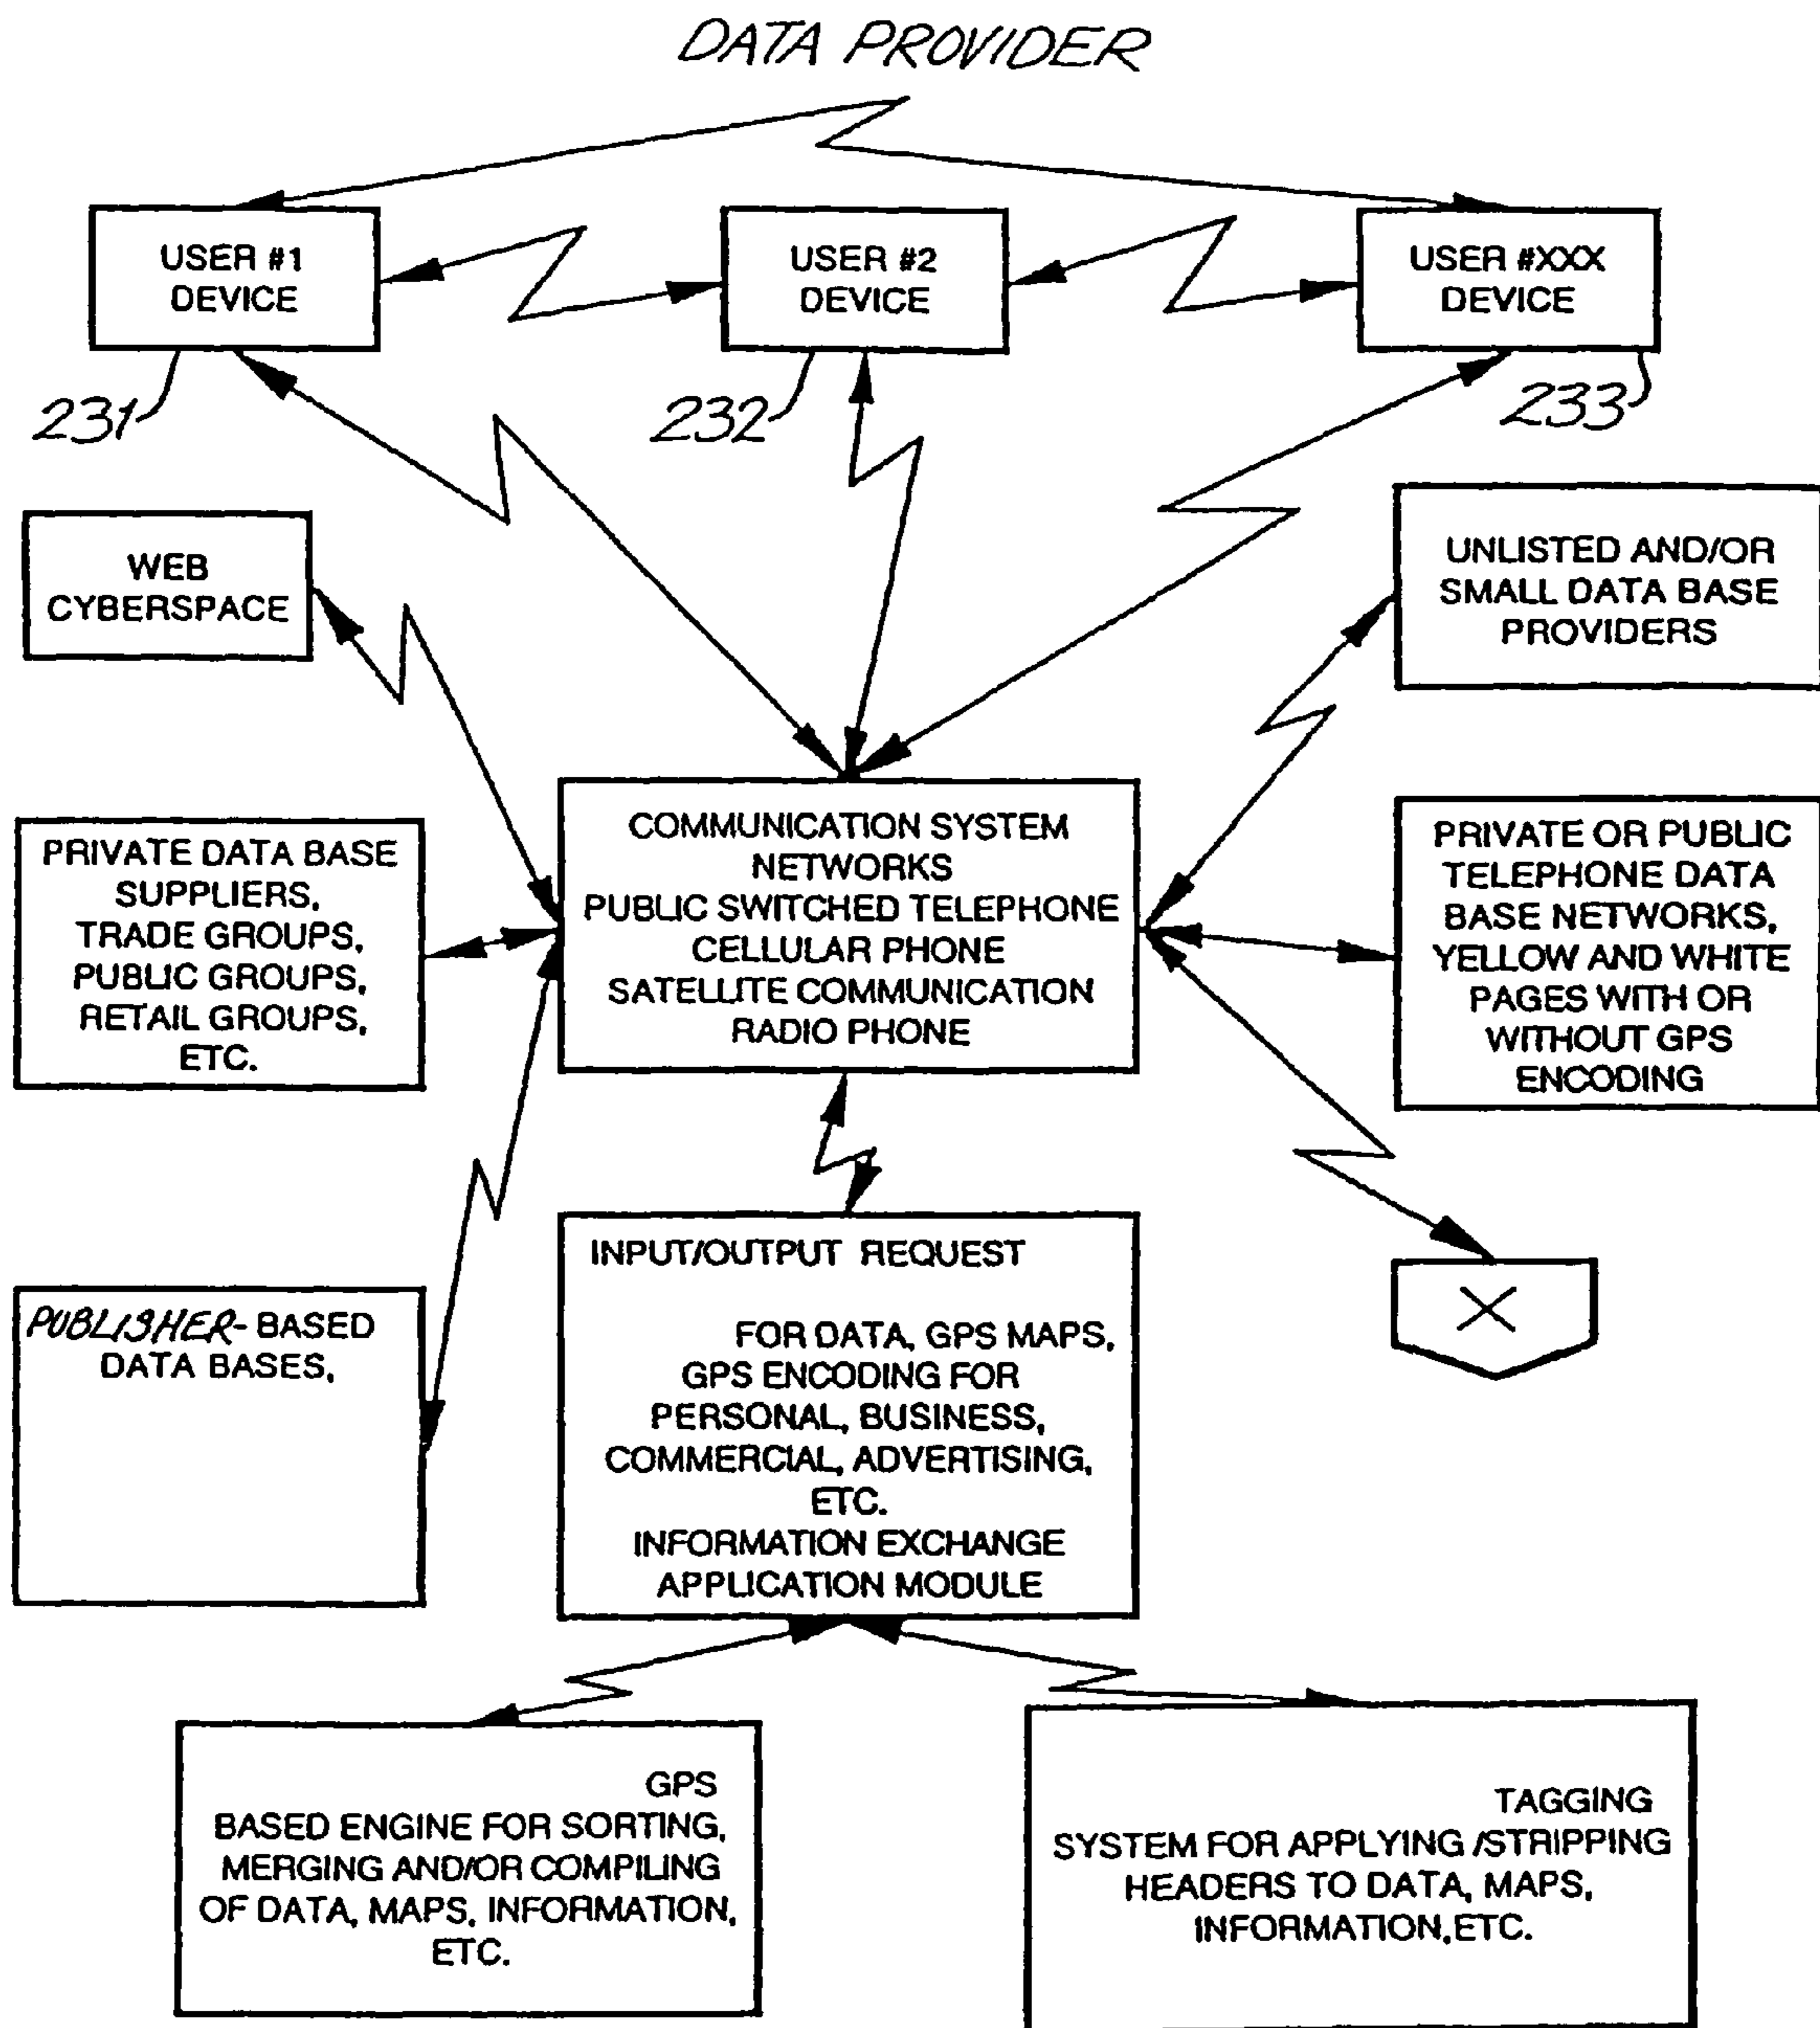 DATA PROVIDER
USER #1
DEVICE
USER #2
DEVICE
USER #XXX
DEVICE
231
232
233
WEB
CYBERSPACE
UNLISTED AND/OR
SMALL DATA BASE
PROVIDERS
PRIVATE DATA BASE
SUPPLIERS,
TRADE GROUPS,
PUBLIC GROUPS,
RETAIL GROUPS,
ETC.
COMMUNICATION SYSTEM
NETWORKS
PUBLIC SWITCHED TELEPHONE
CELLULAR PHONE
SATELLITE COMMUNICATION
RADIO PHONE
PRIVATE OR PUBLIC
TELEPHONE DATA
BASE NETWORKS,
YELLOW AND WHITE
PAGES WITH OR
WITHOUT GPS
ENCODING
PUBLISHER-BASED
DATA BASES,
INPUT/OUTPUT REQUEST
FOR DATA, GPS MAPS,
GPS ENCODING FOR
PERSONAL, BUSINESS,
COMMERCIAL, ADVERTISING,
ETC.
INFORMATION EXCHANGE
APPLICATION MODULE
X
GPS
BASED ENGINE FOR SORTING,
MERGING AND/OR COMPILING
OF DATA, MAPS, INFORMATION,
ETC.
TAGGING
SYSTEM FOR APPLYING /STRIPPING
HEADERS TO DATA, MAPS,
INFORMATION,ETC.